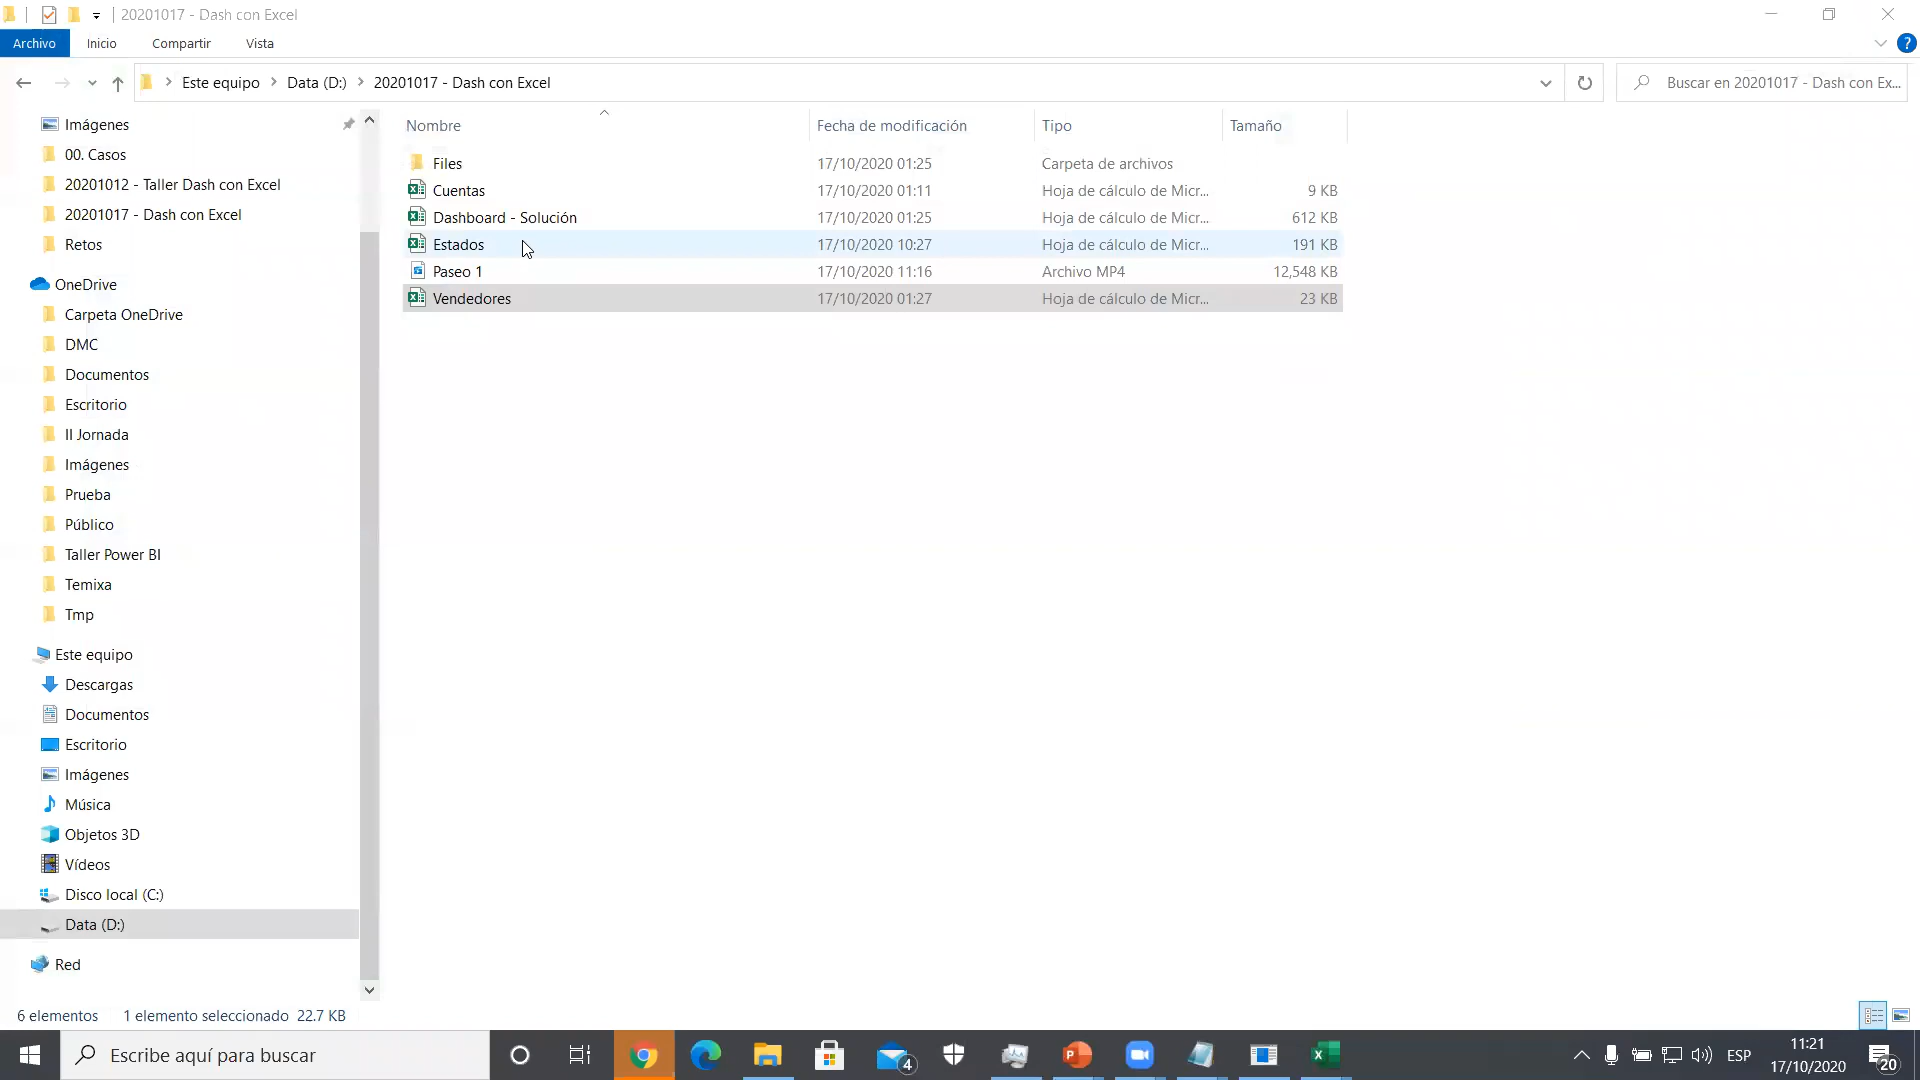 20201017 - Dash con Excel
Archivo Inicio Compartir Vista
Este equipo Data (D:) 20201017 - Dash con Excel
Buscar en 20201017 - Dash con Ex...
Imágenes
00. Casos
20201012 - Taller Dash con Excel
20201017 - Dash con Excel
Retos
OneDrive
Carpeta OneDrive
DMC
Documentos
Escritorio
II Jornada
Imágenes
Prueba
Público
Taller Power BI
Temixa
Tmp
Este equipo
Descargas
Documentos
Escritorio
Imágenes
Música
Objetos 3D
Vídeos
Disco local (C:)
Data (D:)
Red
Nombre Fecha de modificación Tipo Tamaño
Files 17/10/2020 01:25 Carpeta de archivos
Cuentas 17/10/2020 01:11 Hoja de cálculo de Micr... 9 KB
Dashboard - Solución 17/10/2020 01:25 Hoja de cálculo de Micr... 612 KB
Estados 17/10/2020 10:27 Hoja de cálculo de Micr... 191 KB
Paseo 1 17/10/2020 11:16 Archivo MP4 12,548 KB
Vendedores 17/10/2020 01:27 Hoja de cálculo de Micr... 23 KB
6 elementos 1 elemento seleccionado 22.7 KB
Escribe aquí para buscar
4
ESP
11:21
17/10/2020
20